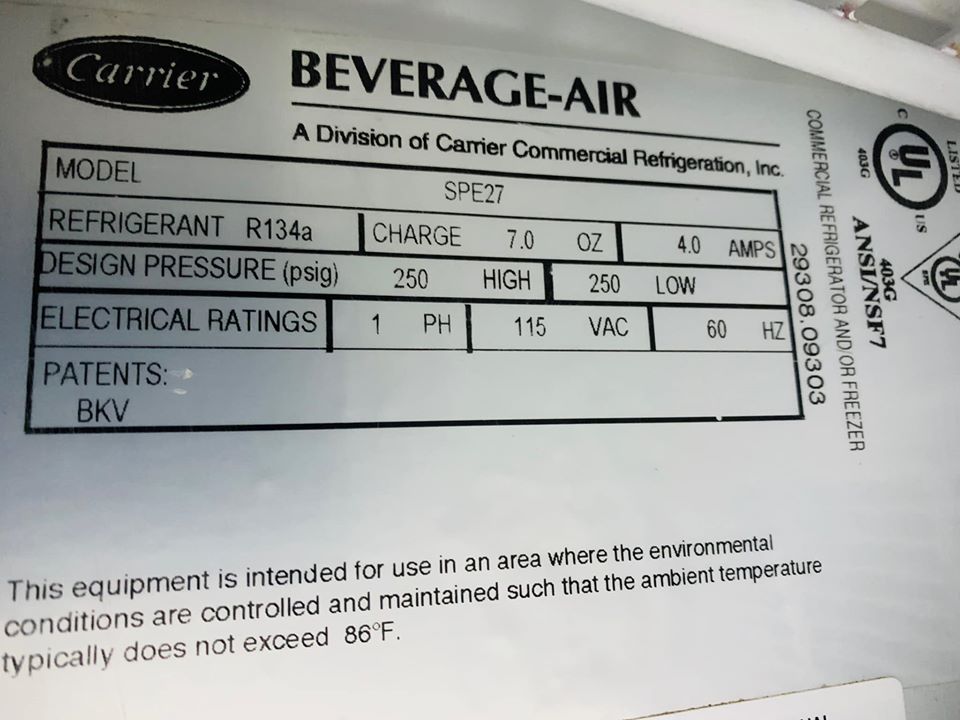 Carrier
BEVERAGE-AIR
A Division of Carrier Commercial Refrigeration, Inc.
MODEL SPE27
REFRIGERANT R134a CHARGE 7.0 OZ 4.0 AMPS
DESIGN PRESSURE (psig) 250 HIGH 250 LOW
ELECTRICAL RATINGS 1 PH 115 VAC 60 HZ
PATENTS:
BKV
29308.09303
COMMERCIAL REFRIGERATOR AND/OR FREEZER
C UL ® US
LISTED
403G
ANSI/NSF7
403G
UL
This equipment is intended for use in an area where the environmental
conditions are controlled and maintained such that the ambient temperature
typically does not exceed 86°F.